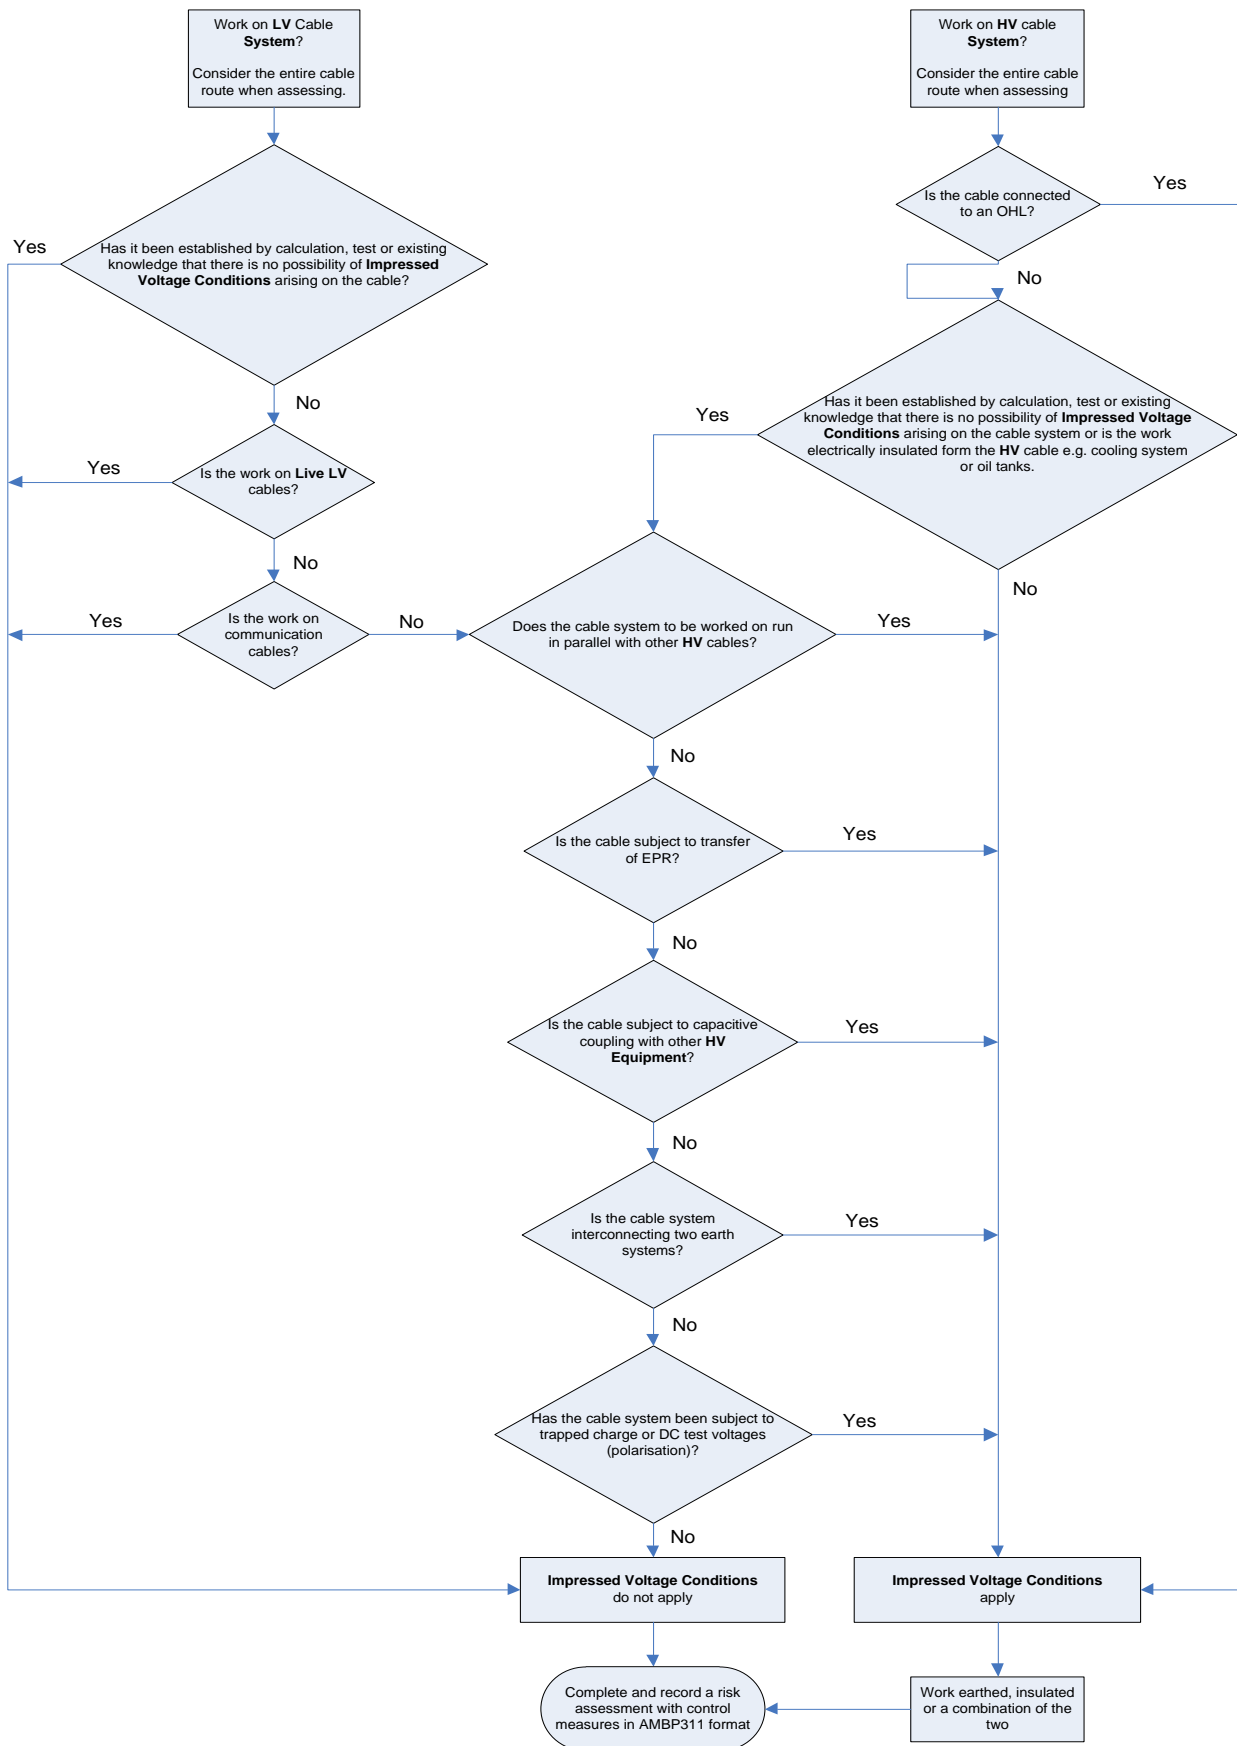 Work on LV Cable
System?
Consider the entire cable
route when assessing.
Work on HV cable
System?
Consider the entire cable
route when assessing
Is the cable connected
to an OHL?
Yes
No
Yes
Has it been established by calculation, test or existing
knowledge that there is no possibility of Impressed
Voltage Conditions arising on the cable?
No
Has it been established by calculation, test or existing
knowledge that there is no possibility of Impressed Voltage
Conditions arising on the cable system or is the work
electrically insulated form the HV cable e.g. cooling system
or oil tanks.
Yes
No
Yes
Is the work on Live LV
cables?
No
Yes
Is the work on
communication
cables?
No
Does the cable system to be worked on run
in parallel with other HV cables?
Yes
No
Is the cable subject to transfer
of EPR?
Yes
No
Is the cable subject to capacitive
coupling with other HV
Equipment?
Yes
No
Is the cable system
interconnecting two earth
systems?
Yes
No
Has the cable system been subject to
trapped charge or DC test voltages
(polarisation)?
Yes
No
Impressed Voltage Conditions
do not apply
Impressed Voltage Conditions
apply
Complete and record a risk
assessment with control
measures in AMBP311 format
Work earthed, insulated
or a combination of the
two